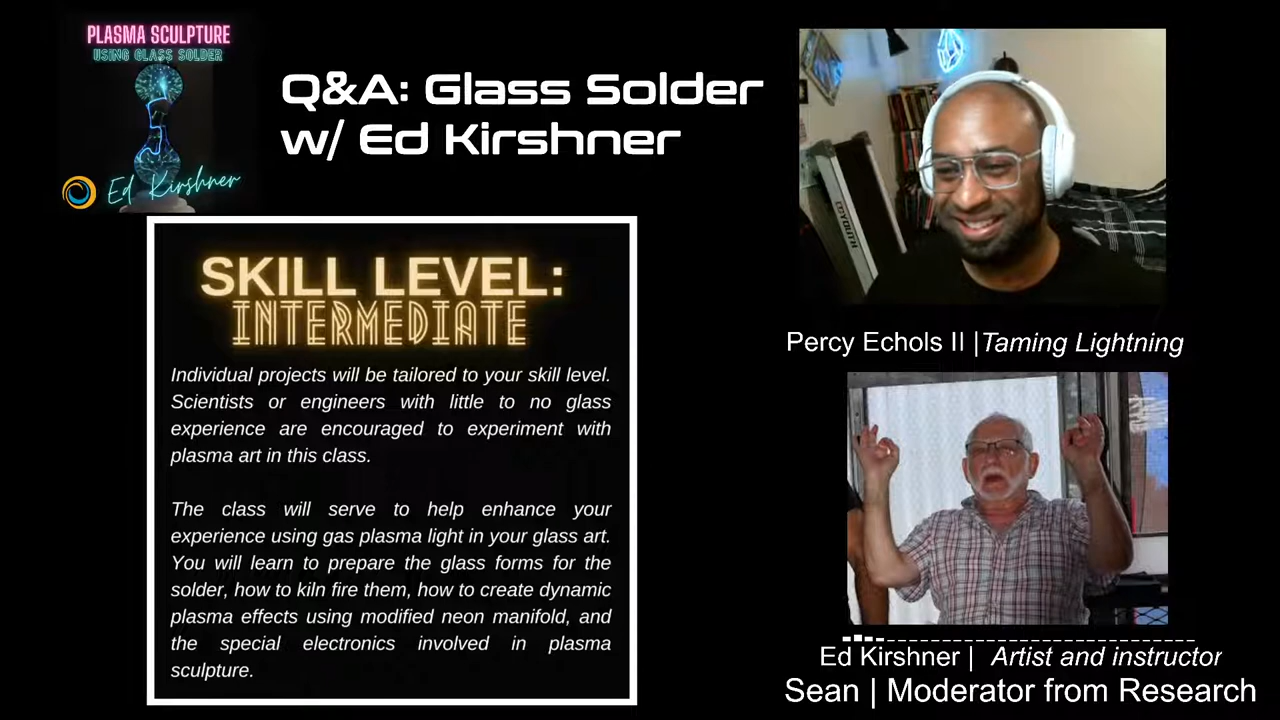 PLASMA SCULPTURE
USING GLASS SOLDER
Ed Kirshner
Q&A: Glass Solder
w/ Ed Kirshner
SKILL LEVEL:
INTERMEDIATE
Individual projects will be tailored to your skill level.
Scientists or engineers with little to no glass
experience are encouraged to experiment with
plasma art in this class.
The class will serve to help enhance your
experience using gas plasma light in your glass art.
You will learn to prepare the glass forms for the
solder, how to kiln fire them, how to create dynamic
plasma effects using modified neon manifold, and
the special electronics involved in plasma
sculpture.
Percy Echols II | Taming Lightning
Ed Kirshner | Artist and instructor
Sean | Moderator from Research